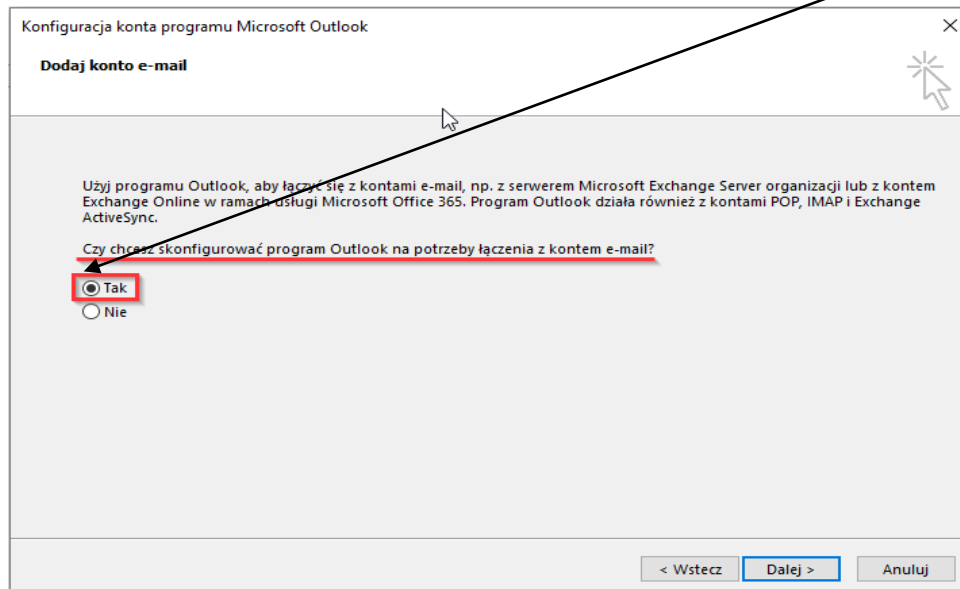 Konfiguracja konta programu Microsoft Outlook
Dodaj konto e-mail
Użyj programu Outlook, aby łączyć się z kontami e-mail, np. z serwerem Microsoft Exchange Server organizacji lub z kontem
Exchange Online w ramach usługi Microsoft Office 365. Program Outlook działa również z kontami POP, IMAP i Exchange
ActiveSync.
Czy chcesz skonfigurować program Outlook na potrzeby łączenia z kontem e-mail?
Tak
Nie
< Wstecz Dalej > Anuluj